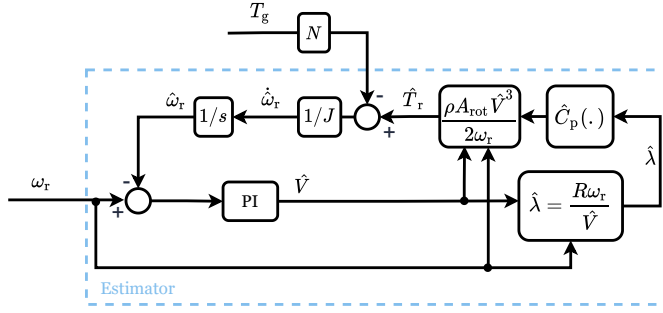 T_g
N
ω̂_r
1/s
ω̂̇_r
1/J
-
+
T̂_r
ρA_rot V̂³
2ω_r
Ĉ_p(.)
λ̂
ω_r
-
+
PI
V̂
λ̂ = Rω_r
V̂
Estimator